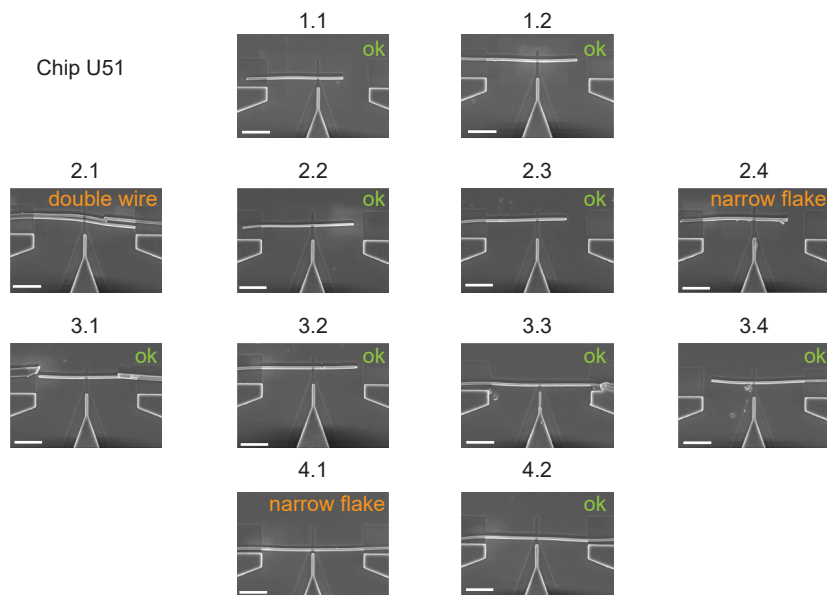 1.1
1.2
Chip U51
ok
ok
2.1
2.2
2.3
2.4
double wire
ok
ok
narrow flake
3.1
3.2
3.3
3.4
ok
ok
ok
ok
4.1
4.2
narrow flake
ok